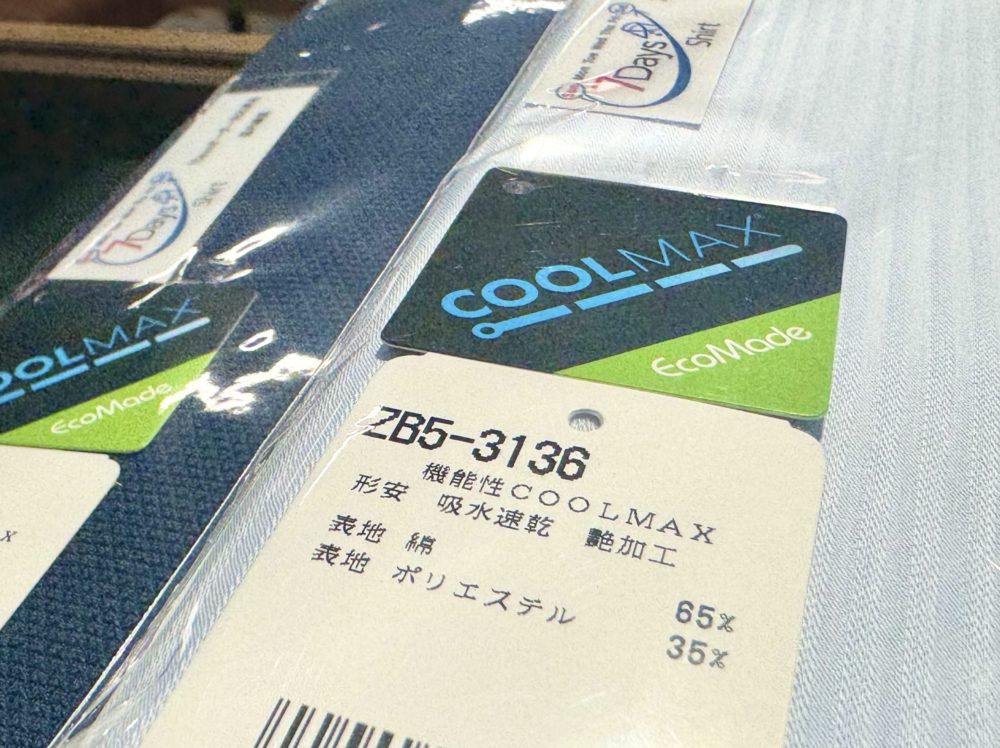 7Days
Shirt
7Days
Shirt
COOLMAX
EcoMade
OOLMAX
EcoMade
ZB5-3136
機能性COOLMAX
形安 吸水速乾 艶加工
表地 綿 65%
表地 ポリエステル 35%
X